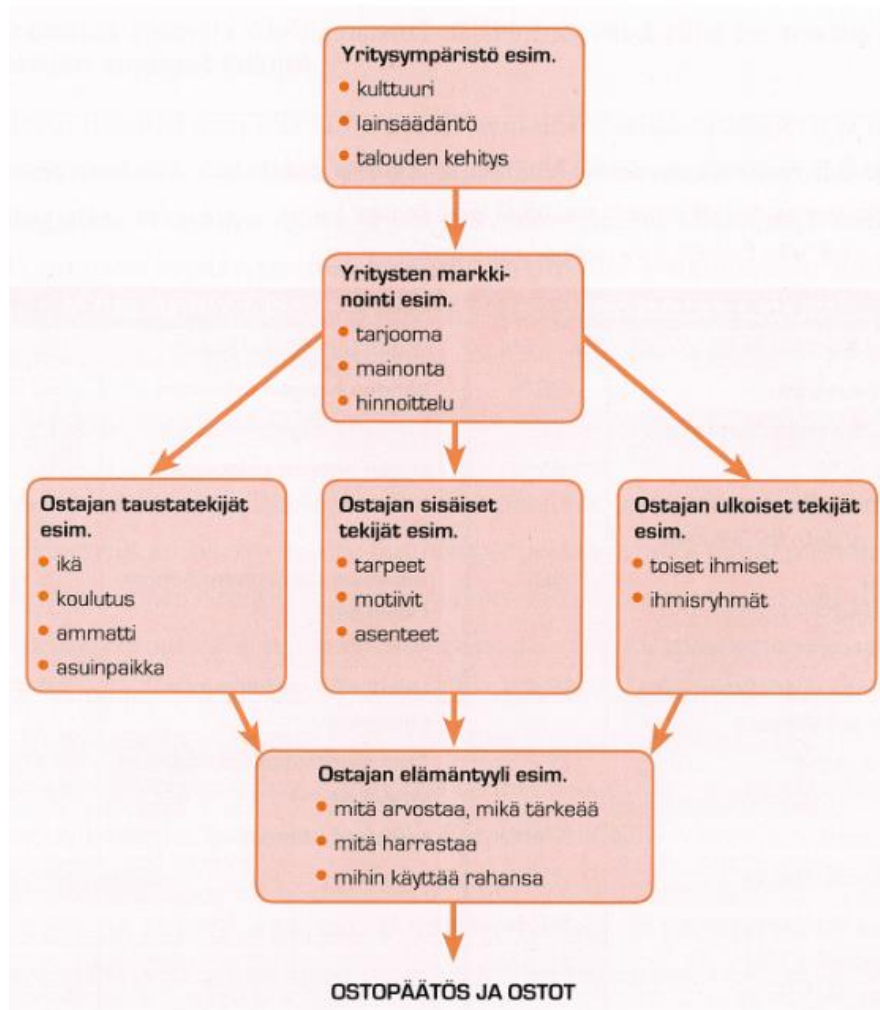 Yritysympäristö esim.
• kulttuuri
• lainsäädäntö
• talouden kehitys
Yritysten markki-
nointi esim.
• tarjooma
• mainonta
• hinnoittelu
Ostajan taustatekijät
esim.
• ikä
• koulutus
• ammatti
• asuinpaikka
Ostajan sisäiset
tekijät esim.
• tarpeet
• motiivit
• asenteet
Ostajan ulkoiset tekijät
esim.
• toiset ihmiset
• ihmisryhmät
Ostajan elämäntyyli esim.
• mitä arvostaa, mikä tärkeää
• mitä harrastaa
• mihin käyttää rahansa
OSTOPÄÄTÖS JA OSTOT